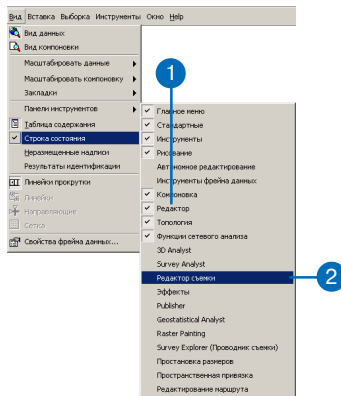 Вид Вставка Выборка Инструменты Окно Help
Вид данных
Вид компоновки
Масштабировать данные
Масштабировать компоновку
Закладки
Панели инструментов
Таблица содержания
Строка состояния
Неразмещенные надписи
Результаты идентификации
Линейки прокрутки
Линейки
Направляющие
Сетка
Свойства фрейма данных...
1
Главное меню
Стандартные
Инструменты
Рисование
Автономное редактирование
Инструменты фрейма данных
Компоновка
Редактор
Топология
Функции сетевого анализа
3D Analyst
Survey Analyst
Редактор съемки
2
Эффекты
Publisher
Geostatistical Analyst
Raster Painting
Survey Explorer (Проводник съемки)
Простановка размеров
Пространственная привязка
Редактирование маршрута